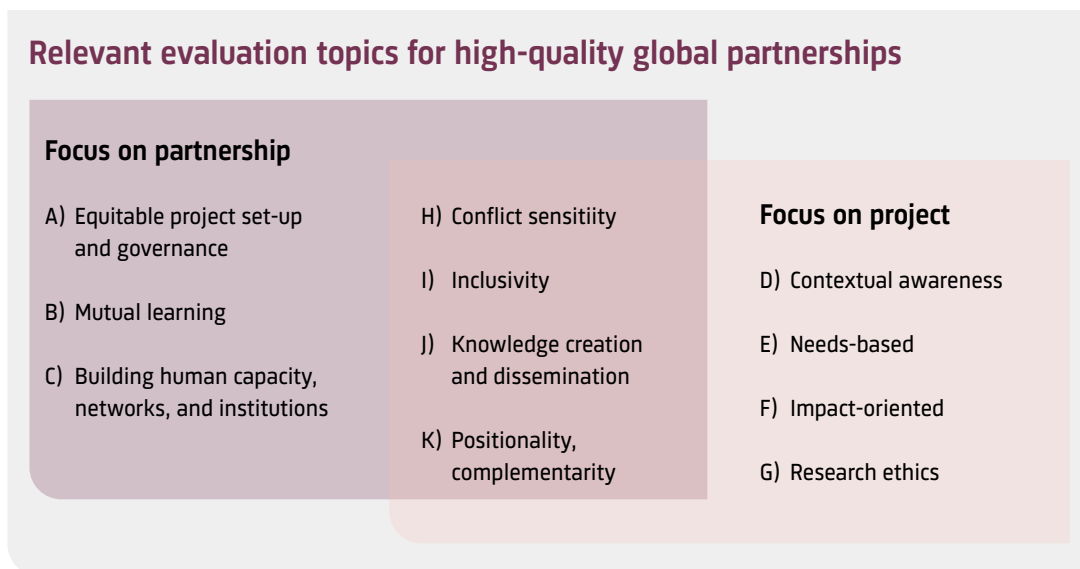 Relevant evaluation topics for high-quality global partnerships
Focus on partnership
A) Equitable project set-up
and governance
B) Mutual learning
C) Building human capacity,
networks, and institutions
H) Conflict sensitiity
I) Inclusivity
J) Knowledge creation
and dissemination
K) Positionality,
complementarity
Focus on project
D) Contextual awareness
E) Needs-based
F) Impact-oriented
G) Research ethics